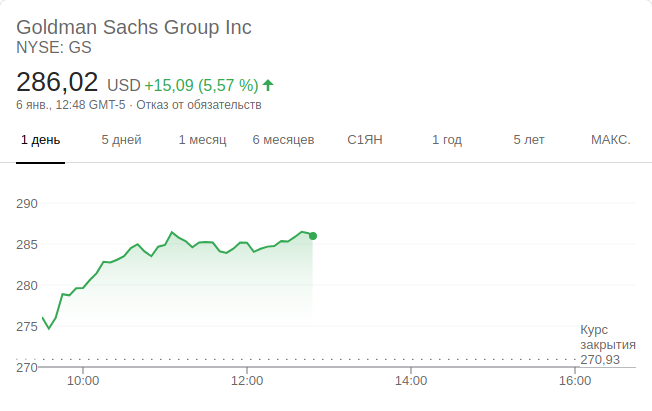 Goldman Sachs Group Inc
NYSE: GS
286,02 USD +15,09 (5,57 %)
6 янв., 12:48 GMT-5 · Отказ от обязательств
1 день 5 дней 1 месяц 6 месяцев С1ЯН 1 год 5 лет МАКС.
290
285
280
275
270
Курс
закрытия
270,93
10:00 12:00 14:00 16:00